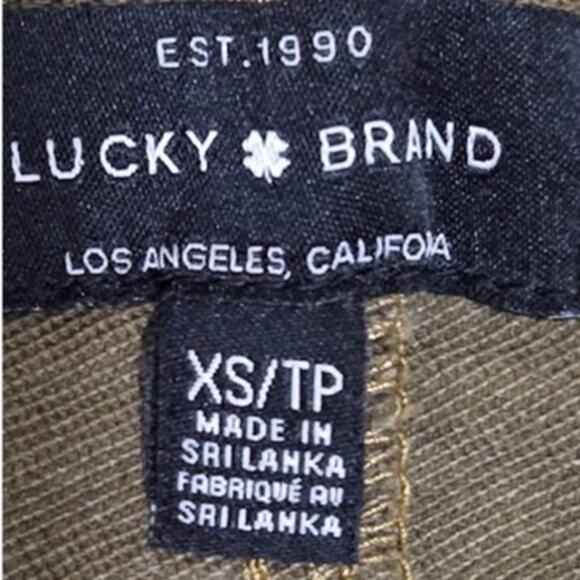 EST.1990
LUCKY BRAND
LOS ANGELES, CALIFOIA
XS/TP
MADE IN
SRI LANKA
FABRIQUÉ AU
SRI LANKA